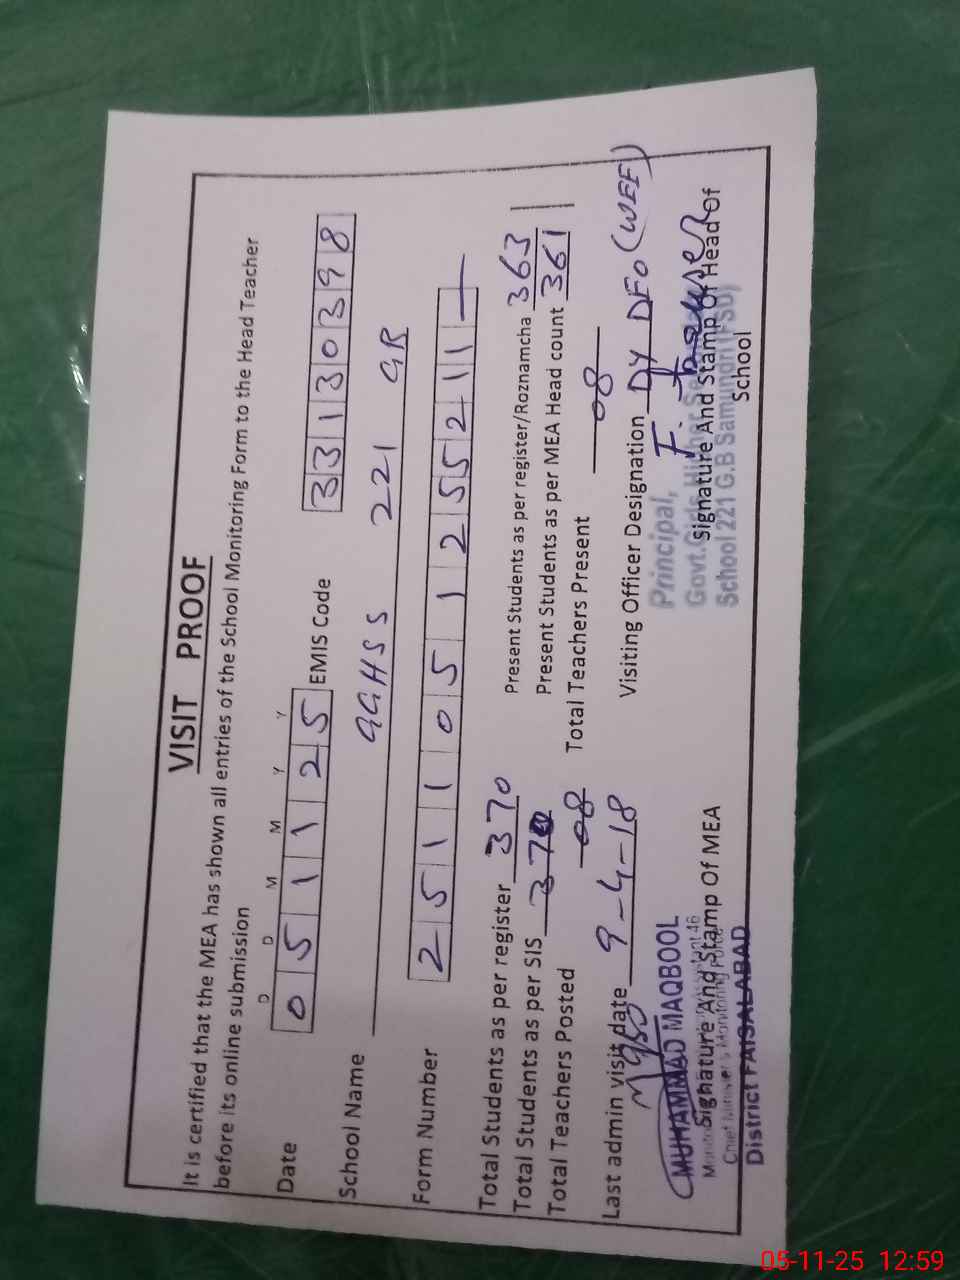 VISIT PROOF
It is certified that the MEA has shown all entries of the School Monitoring Form to the Head Teacher
before its online submission
D D M M Y Y
Date 0 5 1 1 2 5 EMIS Code 3 3 1 3 0 3 9 8
School Name GGHSS 221 GB
Form Number 2 5 1 1 0 5 1 2 5 5 2 1 1
Total Students as per register 370 Present Students as per register/Roznamcha 363
Total Students as per SIS 370 Present Students as per MEA Head count 361
Total Teachers Posted 08 Total Teachers Present 08
Last admin visit date 9-4-18 Visiting Officer Designation DY DEO (WEE)
MUHAMMAD MAQBOOL
Signature And Stamp Of MEA
District FAISALABAD
Principal,
Govt. Girls Higher
School 221 G.B Samundri (FSD)
Signature And Stamp Of Head Of
School
05-11-25 12:59